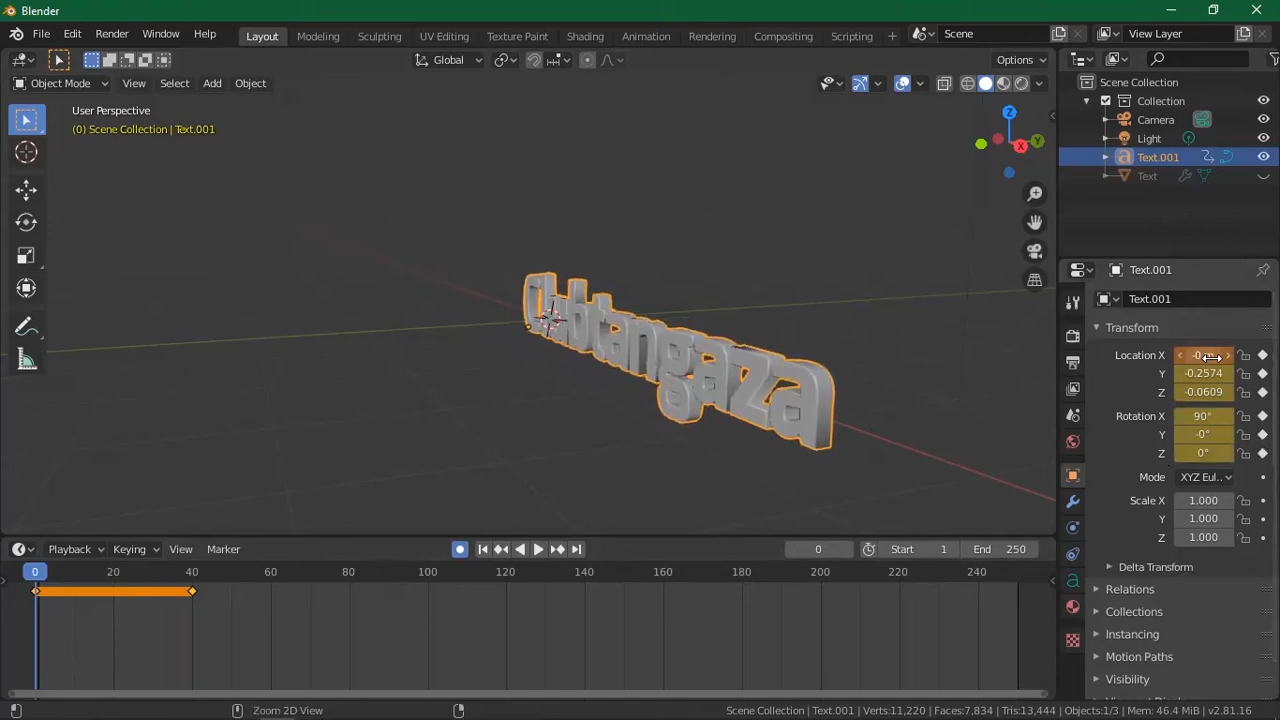 Blender
File Edit Render Window Help Layout Modeling Sculpting UV Editing Texture Paint Shading Animation Rendering Compositing Scripting + Scene View Layer
Global Options
Object Mode View Select Add Object
User Perspective
(0) Scene Collection | Text.001
Z
Y
X
Scene Collection
Collection
Camera
Light
Text.001
Text
Text.001
Text.001
Transform
Location X
Y -0.2574
Z -0.0609
Rotation X 90°
Y -0°
Z 0°
Mode XYZ Eul..
Scale X 1.000
Y 1.000
Z 1.000
Delta Transform
Relations
Collections
Instancing
Motion Paths
Visibility
Clubtangaza
Playback Keying View Marker 0 Start 1 End 250
0 20 40 60 80 100 120 140 160 180 200 220 240
Zoom 2D View Scene Collection | Text.001 | Verts:11,220 | Faces:7,834 | Tris:13,444 | Objects:1/3 | Mem: 46.4 MiB | v2.81.16